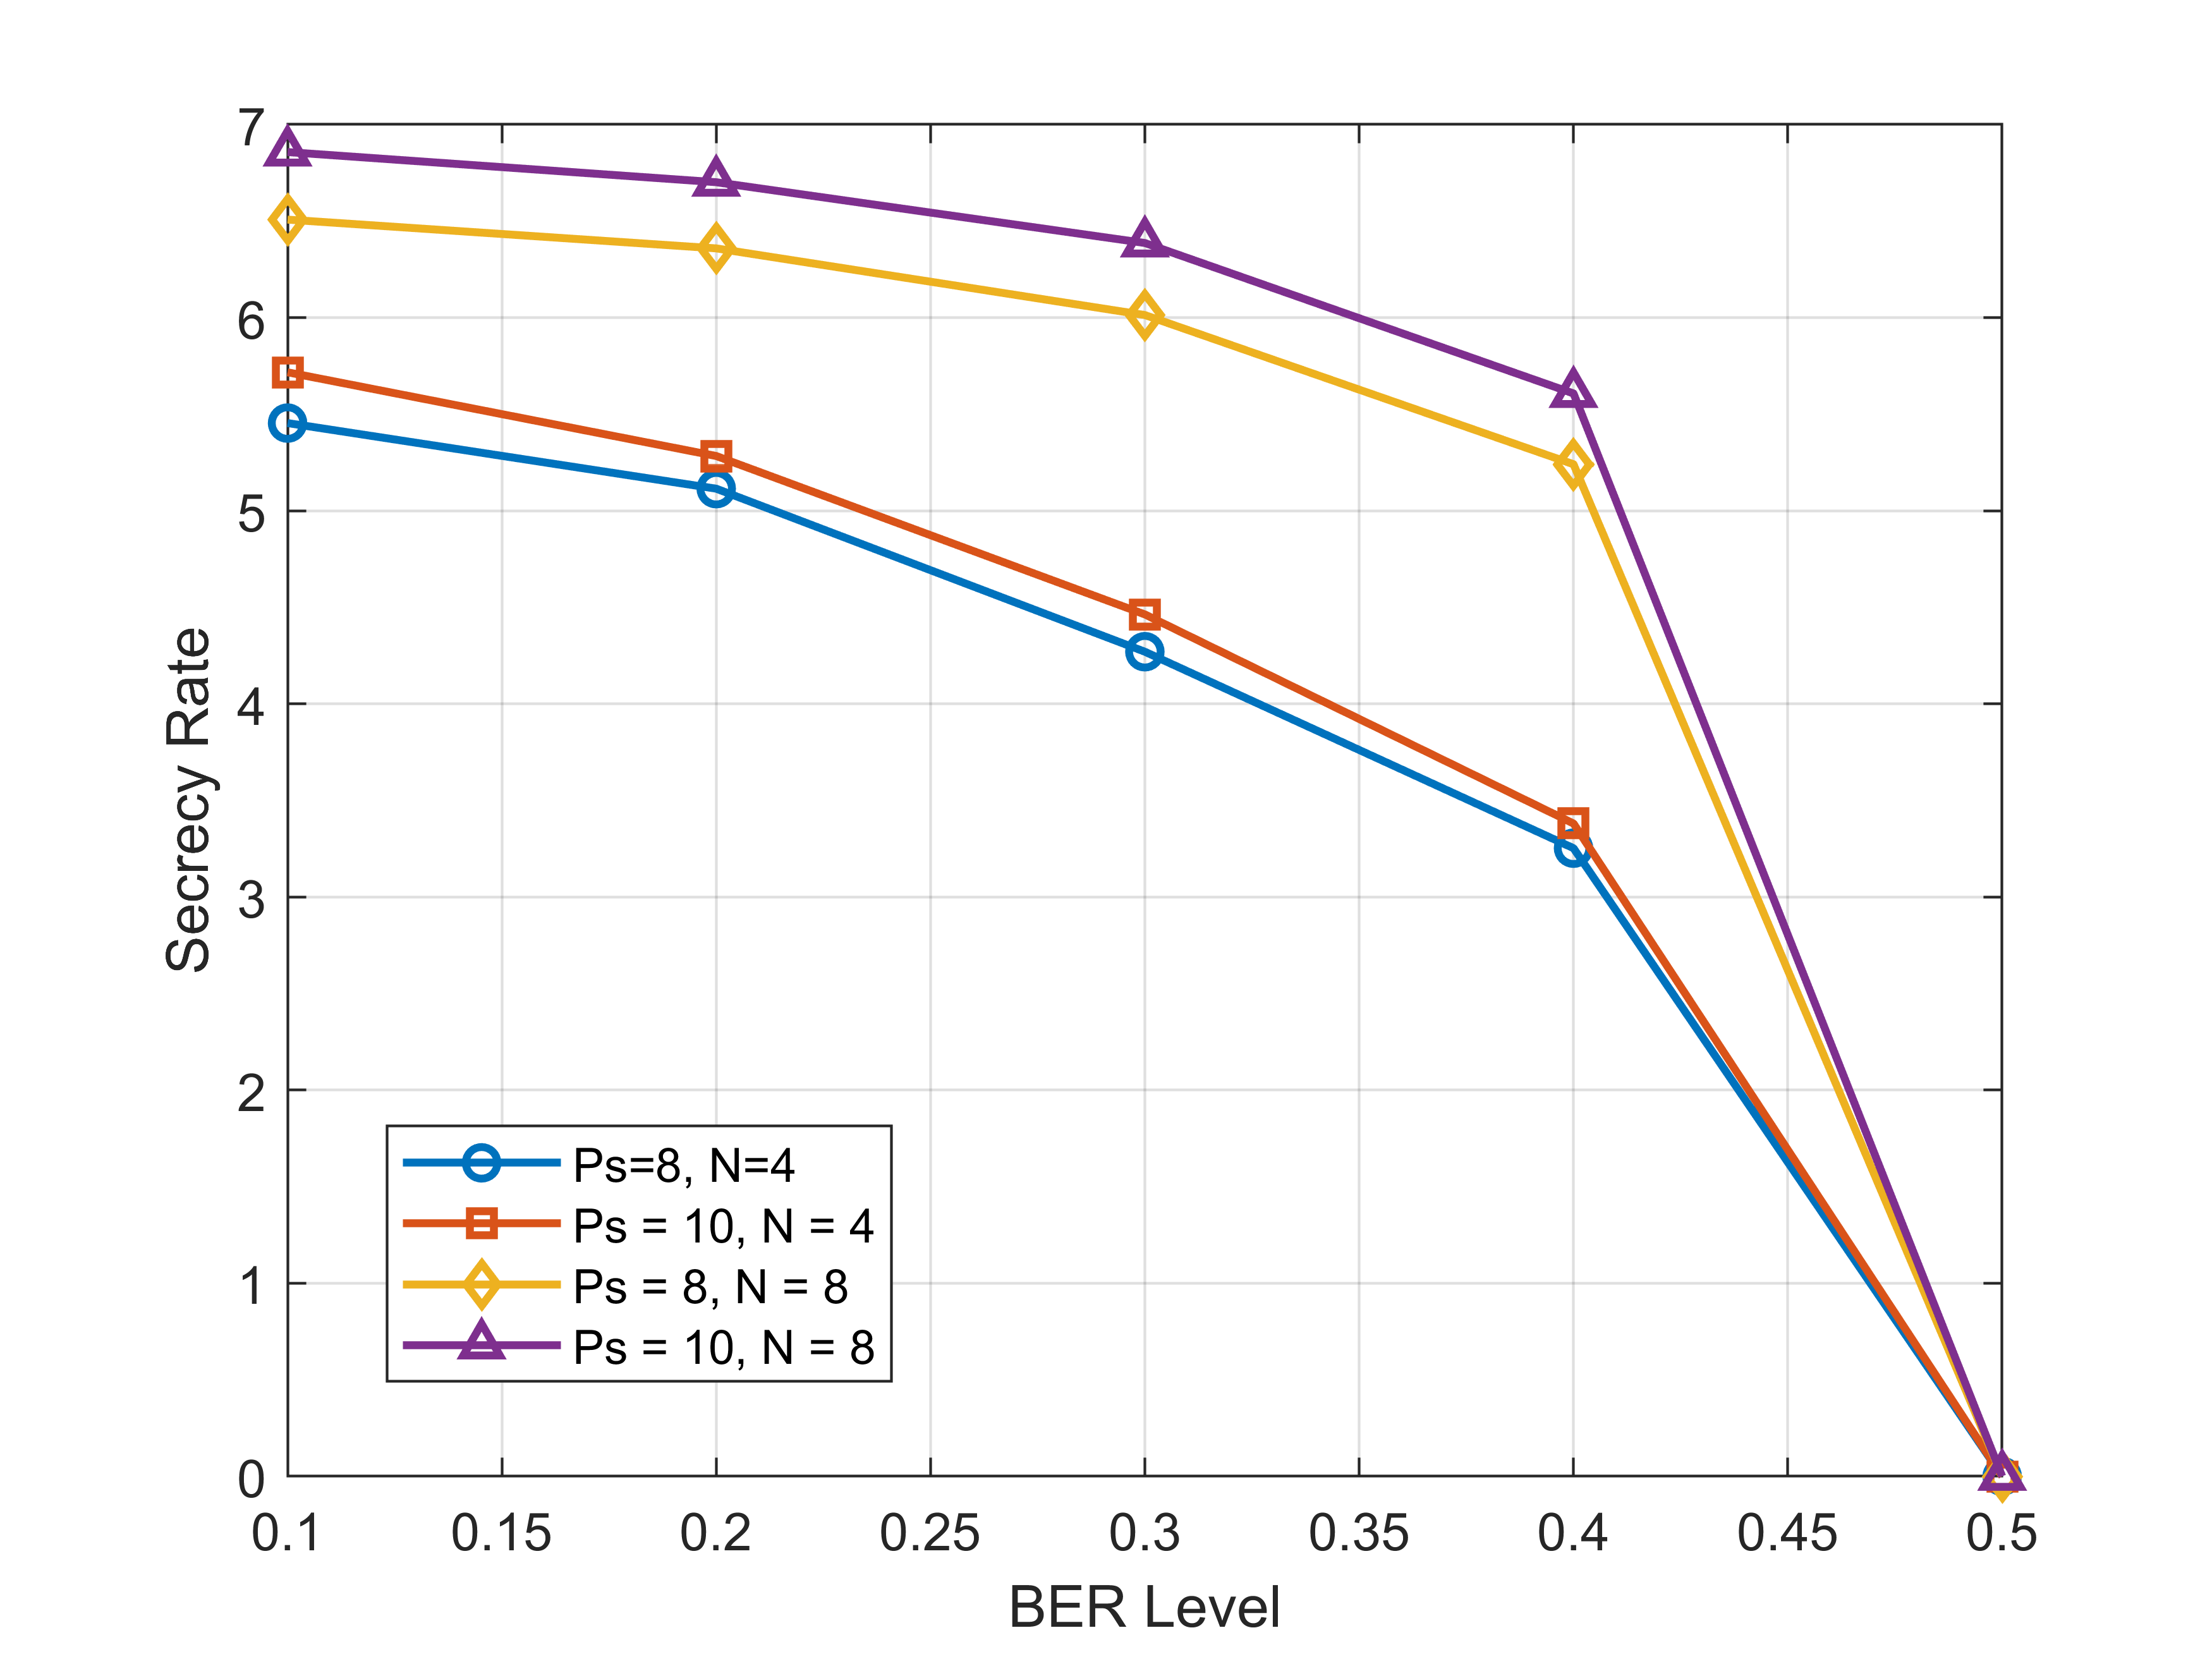 7
6
5
4
3
2
1
0
Secrecy Rate
Ps=8, N=4
Ps = 10, N = 4
Ps = 8, N = 8
Ps = 10, N = 8
0.1 0.15 0.2 0.25 0.3 0.35 0.4 0.45 0.5
BER Level